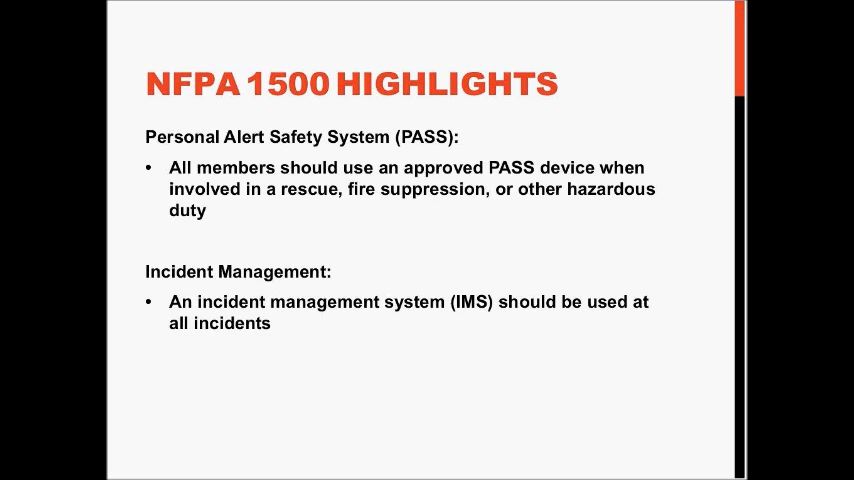 NFPA 1500 HIGHLIGHTS
Personal Alert Safety System (PASS):
• All members should use an approved PASS device when
involved in a rescue, fire suppression, or other hazardous
duty
Incident Management:
• An incident management system (IMS) should be used at
all incidents